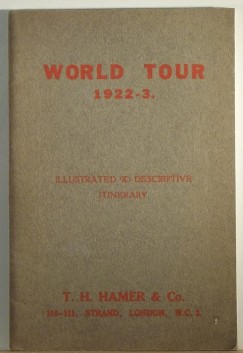 WORLD TOUR
1922-3.
ILLUSTRATED DESCRIPTIVE
ITINERARY
T. H. HAMER & Co.
STRAND, LONDON, W.C. 2.